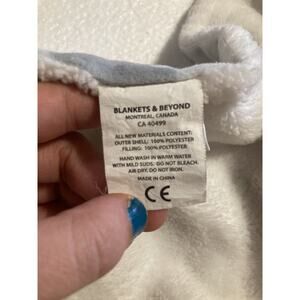 BLANKETS & BEYOND
MONTREAL, CANADA
CA 40499
ALL NEW MATERIALS CONTENT:
OUTER SHELL: 100% POLYESTER
FILLING: 100% POLYESTER
HAND WASH IN WARM WATER
WITH MILD SUDS. DO NOT BLEACH.
AIR DRY. DO NOT IRON.
MADE IN CHINA
CE